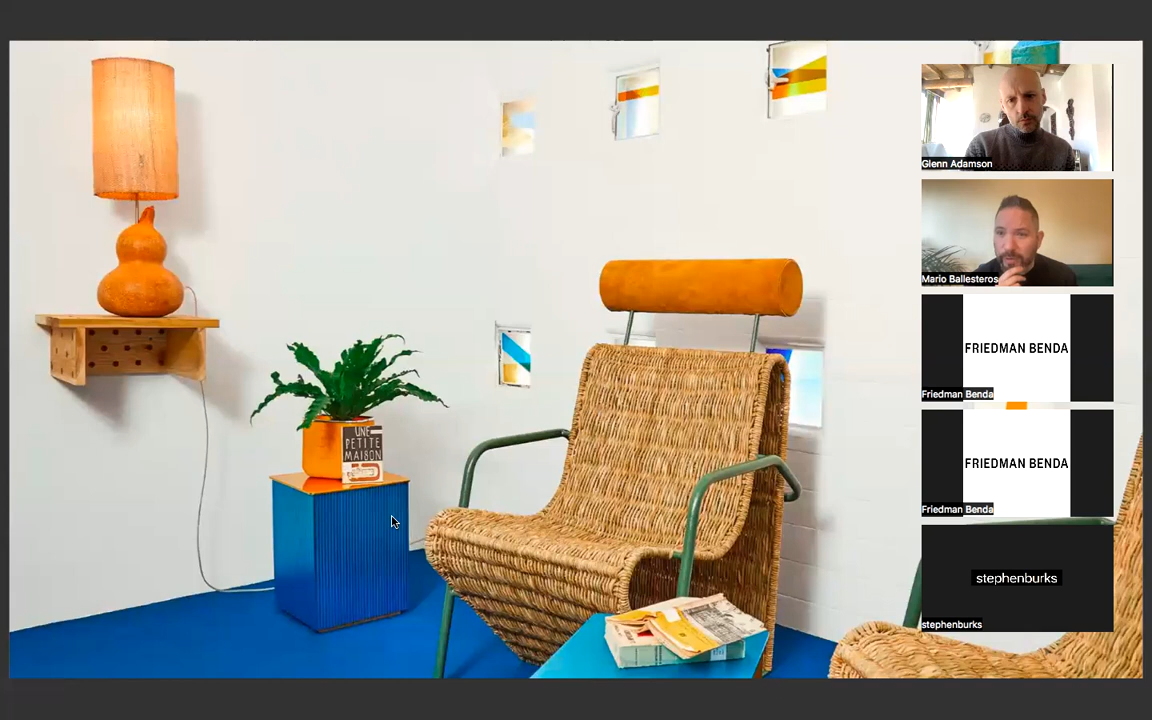 UNE
PETITE
MAISON
Glenn Adamson
Mario Ballesteros
FRIEDMAN BENDA
Friedman Benda
FRIEDMAN BENDA
Friedman Benda
stephenburks
stephenburks